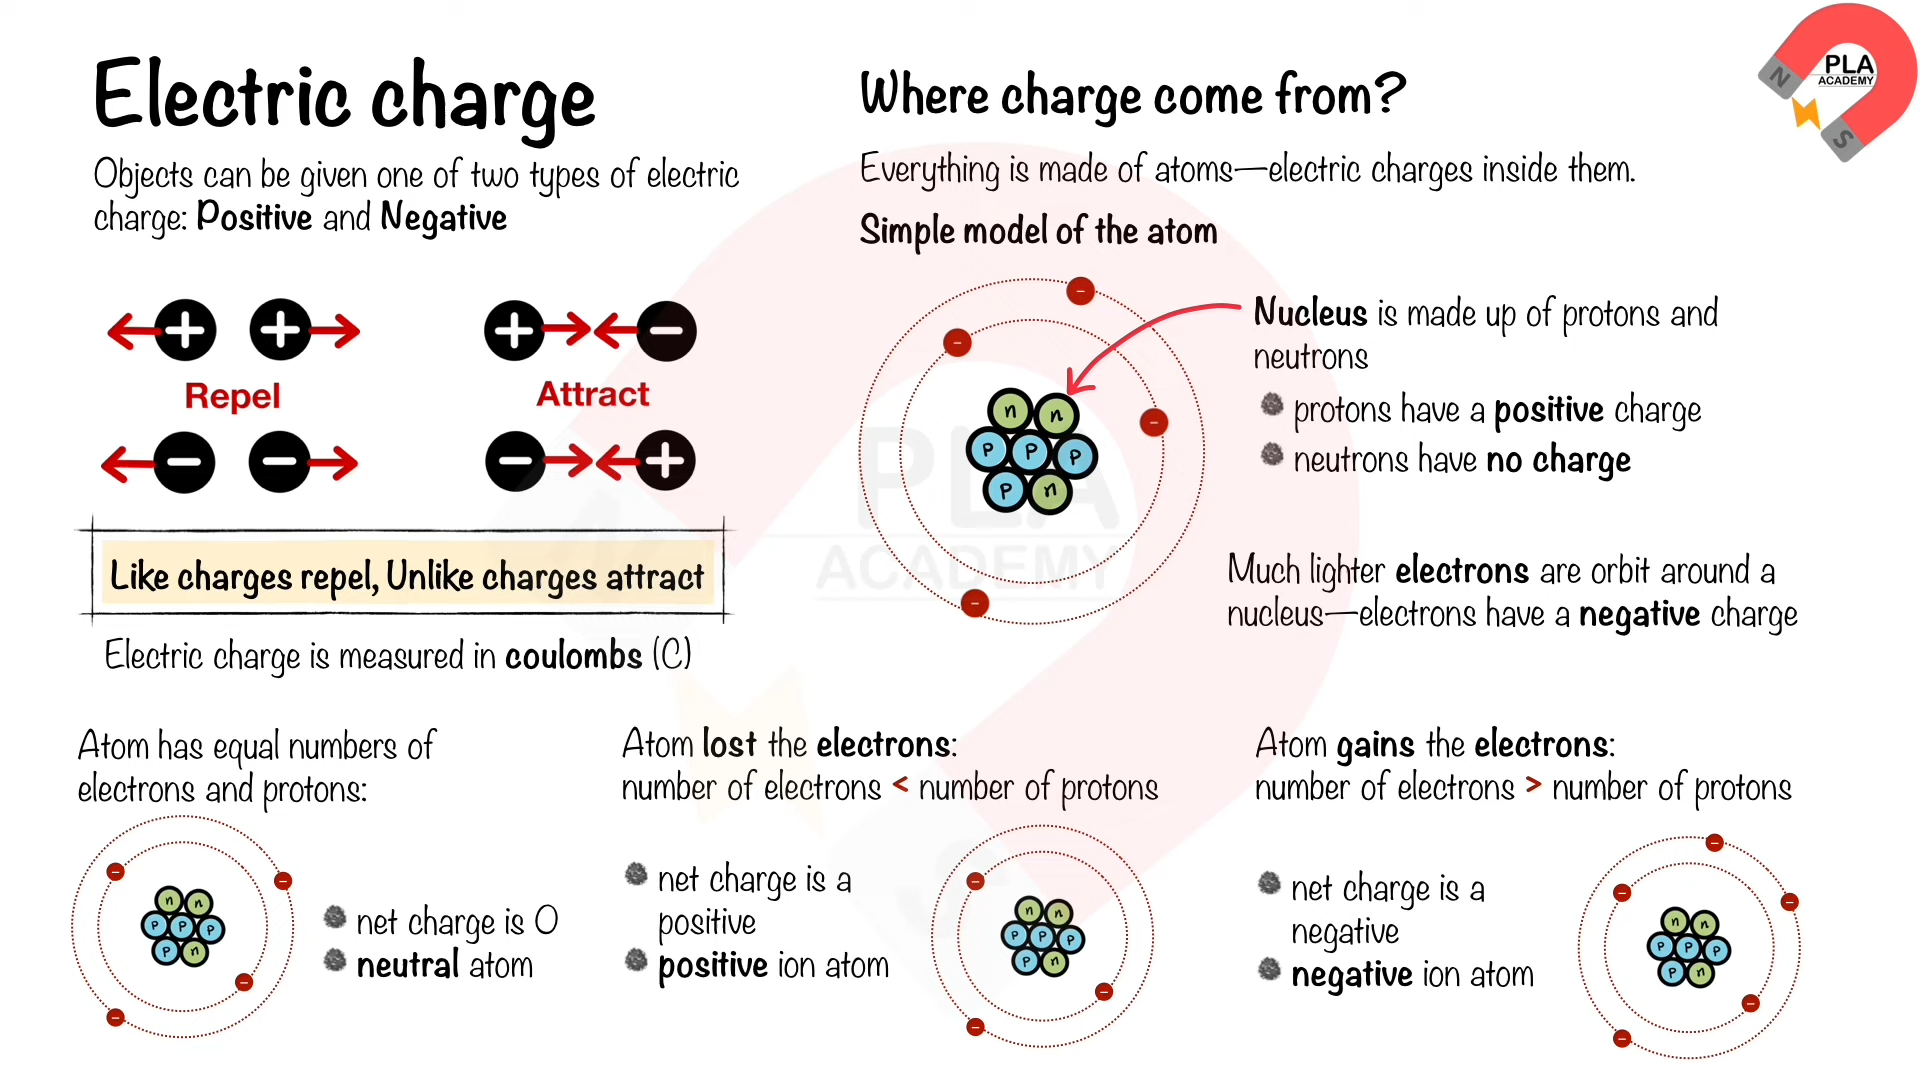 Electric charge
Objects can be given one of two types of electric
charge: Positive and Negative
+ + + −
Repel Attract
− − − +
Like charges repel, Unlike charges attract
Electric charge is measured in coulombs (C)
Where charge come from?
Everything is made of atoms—electric charges inside them.
Simple model of the atom
−
−
−
−
n n
P P P
P n
Nucleus is made up of protons and
neutrons
protons have a positive charge
neutrons have no charge
Much lighter electrons are orbit around a
nucleus—electrons have a negative charge
N
S
PLA
ACADEMY
PLA
ACADEMY
Atom has equal numbers of
electrons and protons:
− −
n n
P P P
P n
−
−
net charge is 0
neutral atom
Atom lost the electrons:
number of electrons < number of protons
net charge is a
positive
positive ion atom
−
n n
P P P
P n
−
−
Atom gains the electrons:
number of electrons > number of protons
net charge is a
negative
negative ion atom
−
− −
n n
P P P
P n
−
−